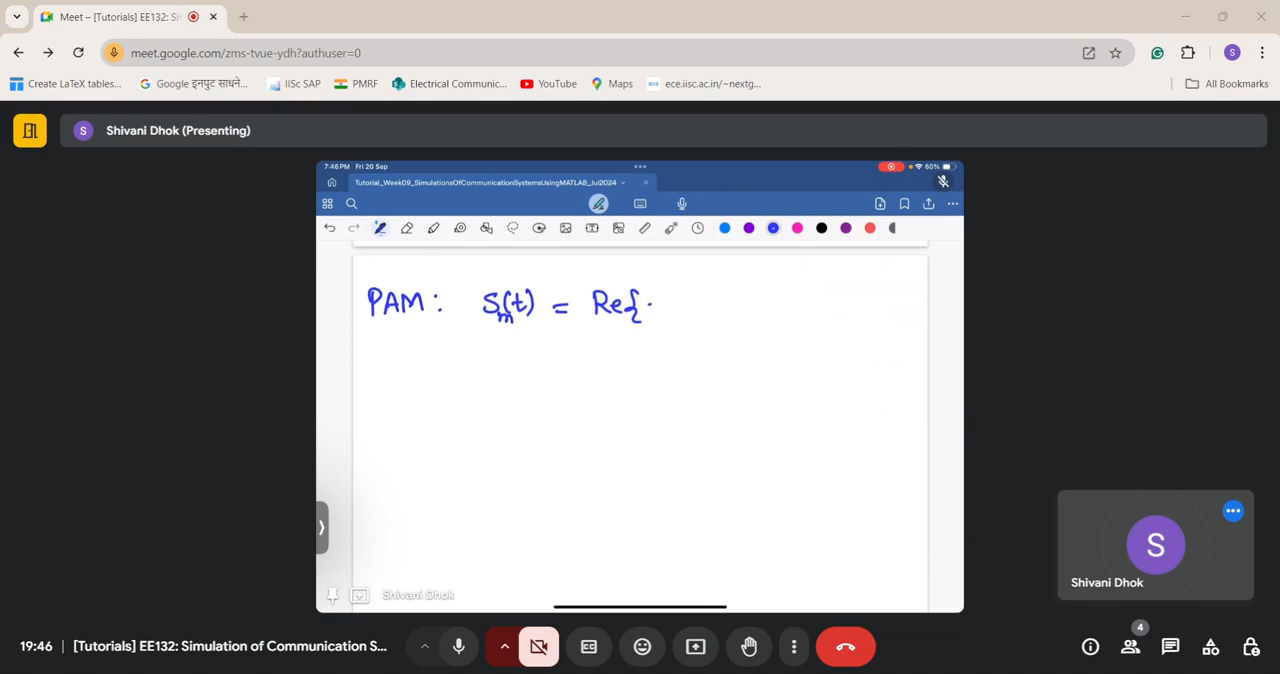 Meet – [Tutorials] EE132: Sim
meet.google.com/zms-tvue-ydh?authuser=0
S
Create LaTeX tables...
Google इनपुट साधने...
IISc SAP
PMRF
Electrical Communic...
YouTube
Maps
ece.iisc.ac.in/~nextg...
All Bookmarks
S Shivani Dhok (Presenting)
7:46 PM Fri 20 Sep
60%
Tutorial_Week09_SimulationsOfCommunicationSystemsUsingMATLAB_Jul2024
PAM: Sm(t) = Re{
Shivani Dhok
S
Shivani Dhok
19:46 | [Tutorials] EE132: Simulation of Communication S...
4